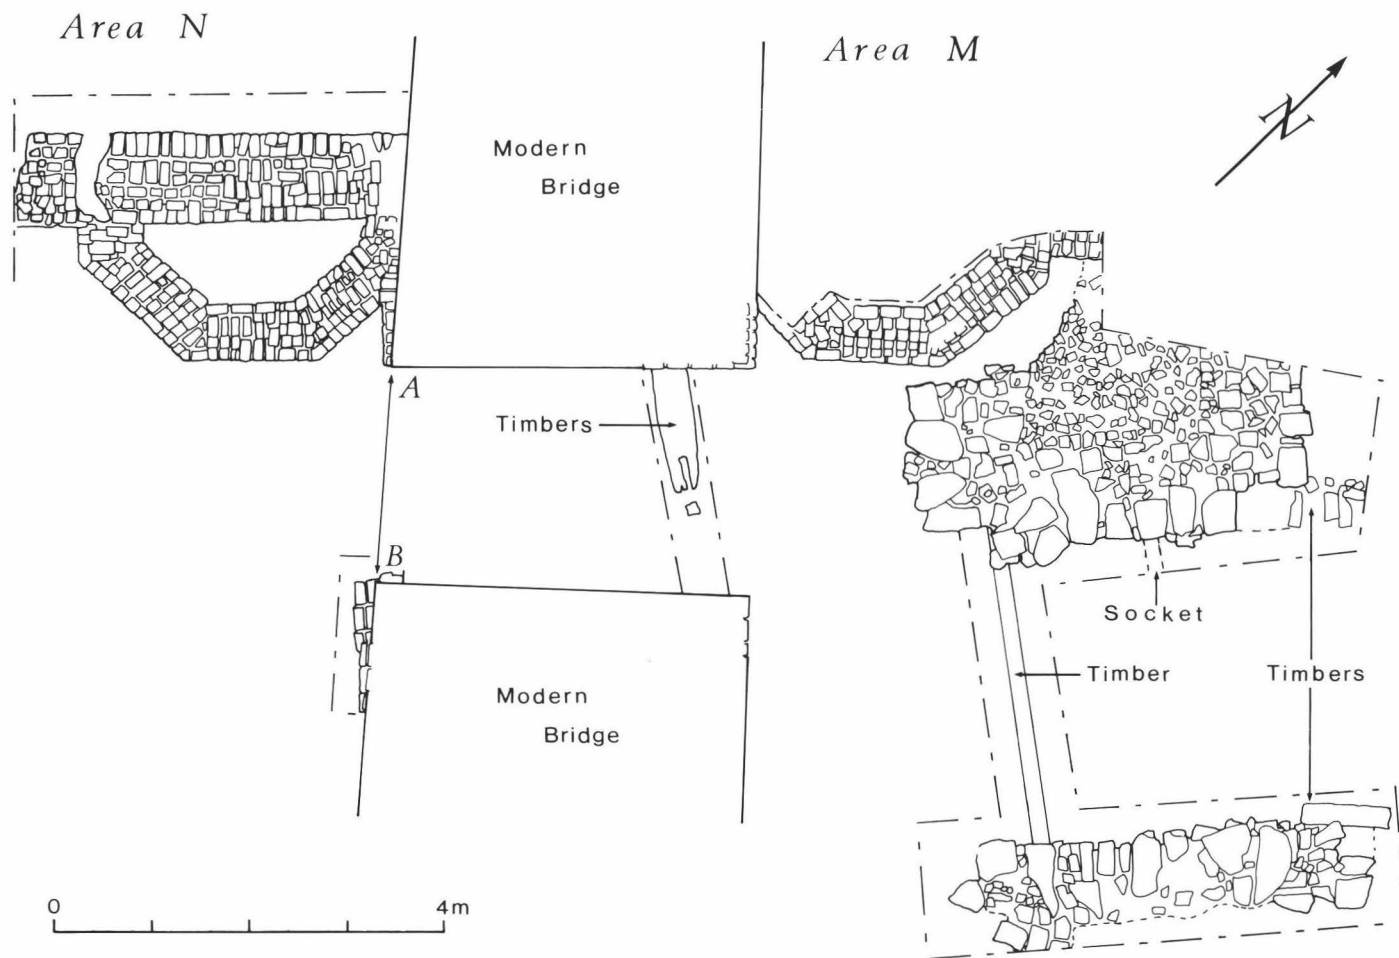 Area N
Area M
N
Modern
Bridge
A
Timbers
B
Socket
Timber
Timbers
Modern
Bridge
0
4m